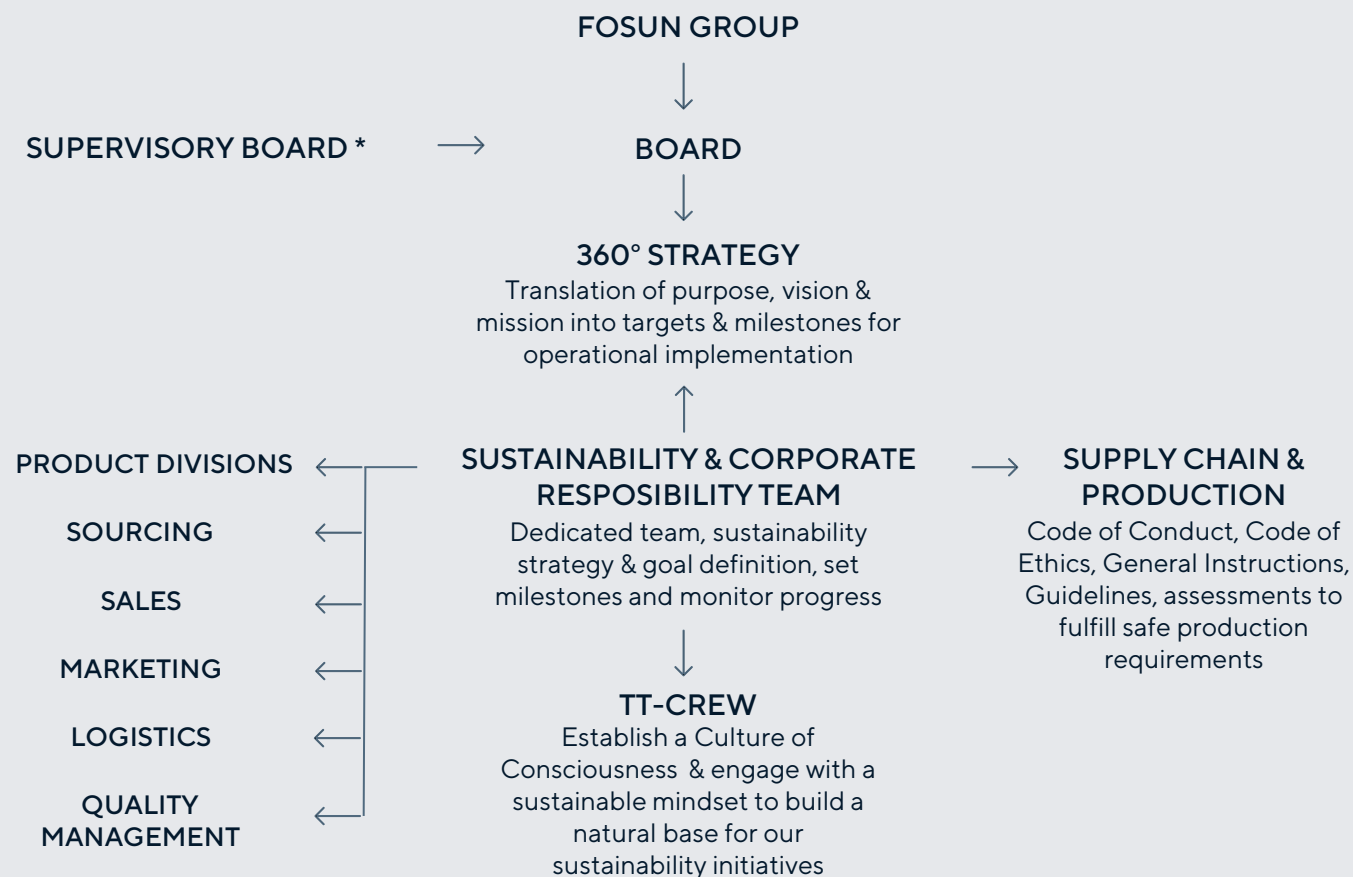 FOSUN GROUP
SUPERVISORY BOARD *
BOARD
360° STRATEGY
Translation of purpose, vision &
mission into targets & milestones for
operational implementation
PRODUCT DIVISIONS
SOURCING
SALES
MARKETING
LOGISTICS
QUALITY
MANAGEMENT
SUSTAINABILITY & CORPORATE
RESPOSIBILITY TEAM
Dedicated team, sustainability
strategy & goal definition, set
milestones and monitor progress
TT-CREW
Establish a Culture of
Consciousness & engage with a
sustainable mindset to build a
natural base for our
sustainability initiatives
SUPPLY CHAIN &
PRODUCTION
Code of Conduct, Code of
Ethics, General Instructions,
Guidelines, assessments to
fulfill safe production
requirements